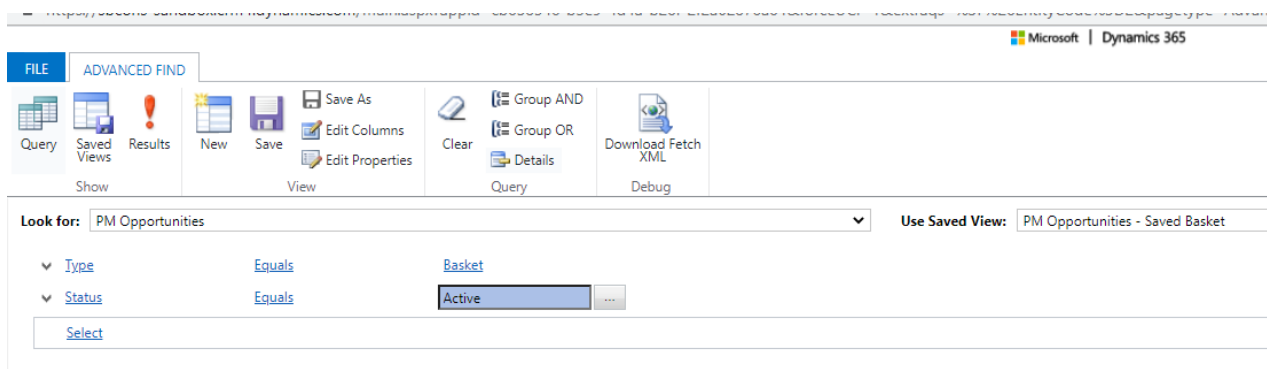 Microsoft | Dynamics 365
FILE ADVANCED FIND
Query
Saved Views
Results
New
Save
Save As
Edit Columns
Edit Properties
Clear
Group AND
Group OR
Details
Download Fetch XML
Show View Query Debug
Look for: PM Opportunities Use Saved View: PM Opportunities - Saved Basket
Type Equals Basket
Status Equals Active ...
Select